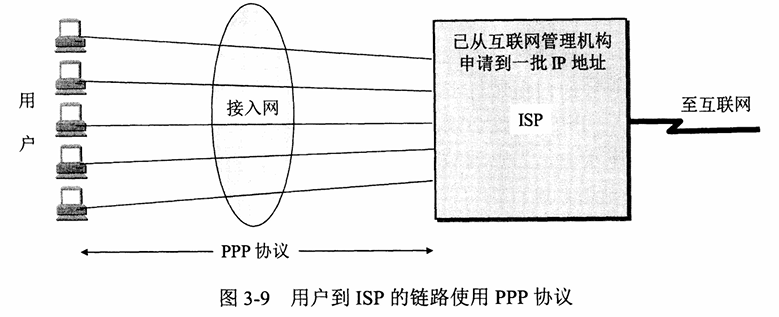 用
户
接入网
已从互联网管理机构
申请到一批 IP 地址
ISP
至互联网
PPP 协议
图 3-9 用户到 ISP 的链路使用 PPP 协议